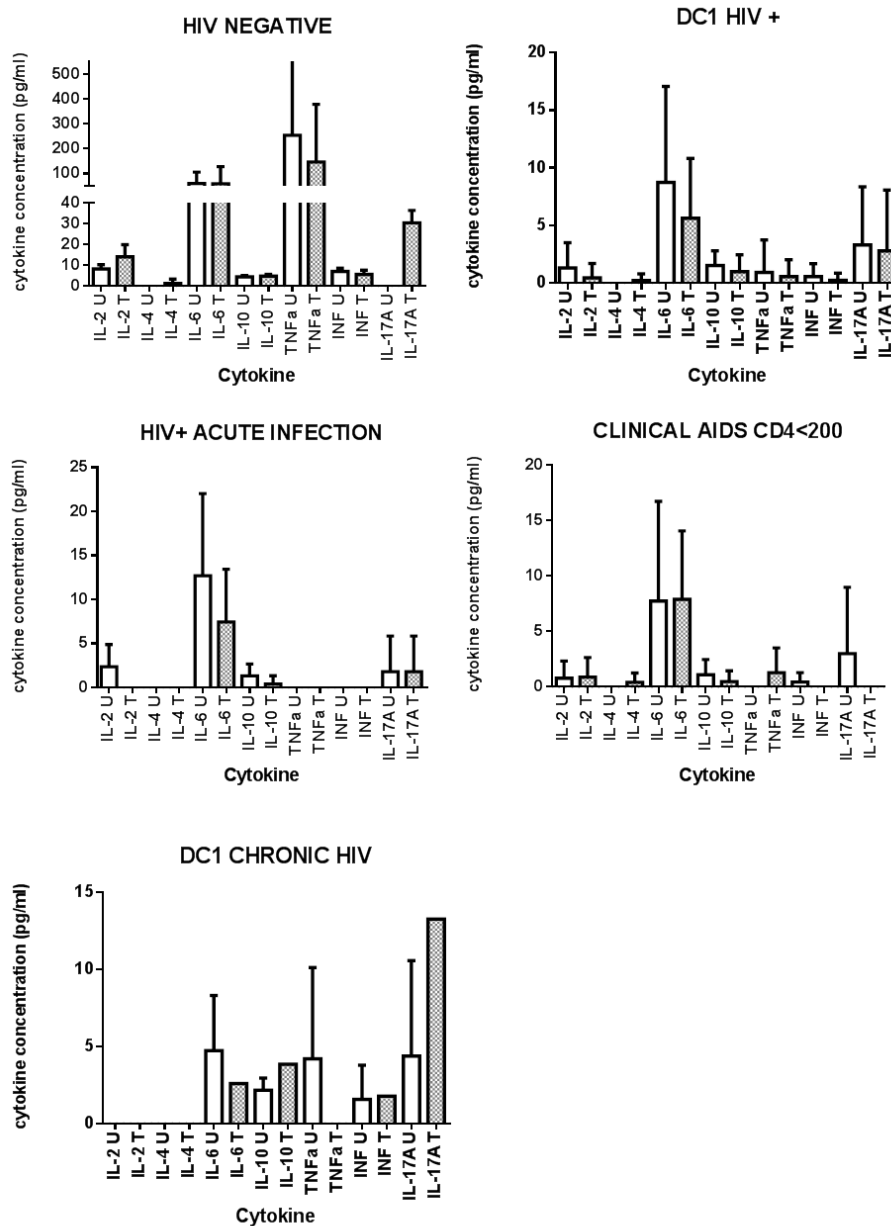 HIV NEGATIVE
cytokine concentration (pg/ml)
500
400
300
200
100
40
30
20
10
0
IL-2 U
IL-2 T
IL-4 U
IL-4 T
IL-6 U
IL-6 T
IL-10 U
IL-10 T
TNFa U
TNFa T
INF U
INF T
IL-17A U
IL-17A T
Cytokine
DC1 HIV +
cytokine concentration (pg/ml)
20
15
10
5
0
IL-2 U
IL-2 T
IL-4 U
IL-4 T
IL-6 U
IL-6 T
IL-10 U
IL-10 T
TNFa U
TNFa T
INF U
INF T
IL-17A U
IL-17A T
Cytokine
HIV+ ACUTE INFECTION
cytokine concentration (pg/ml)
25
20
15
10
5
0
IL-2 U
IL-2 T
IL-4 U
IL-4 T
IL-6 U
IL-6 T
IL-10 U
IL-10 T
TNFa U
TNFa T
INF U
INF T
IL-17A U
IL-17A T
Cytokine
CLINICAL AIDS CD4<200
cytokine concentration (pg/ml)
20
15
10
5
0
IL-2 U
IL-2 T
IL-4 U
IL-4 T
IL-6 U
IL-6 T
IL-10 U
IL-10 T
TNFa U
TNFa T
INF U
INF T
IL-17A U
IL-17A T
Cytokine
DC1 CHRONIC HIV
cytokine concentration (pg/ml)
15
10
5
0
IL-2 U
IL-2 T
IL-4 U
IL-4 T
IL-6 U
IL-6 T
IL-10 U
IL-10 T
TNFa U
TNFa T
INF U
INF T
IL-17A U
IL-17A T
Cytokine